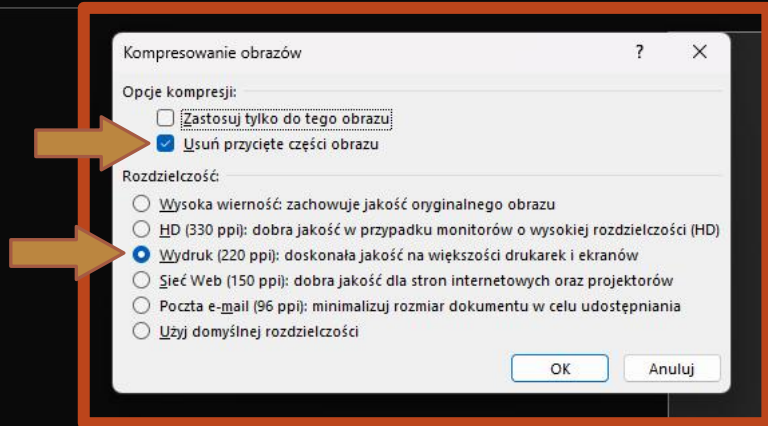 Kompresowanie obrazów
Opcje kompresji:
Zastosuj tylko do tego obrazu
Usuń przycięte części obrazu
Rozdzielczość:
Wysoka wierność: zachowuje jakość oryginalnego obrazu
HD (330 ppi): dobra jakość w przypadku monitorów o wysokiej rozdzielczości (HD)
Wydruk (220 ppi): doskonała jakość na większości drukarek i ekranów
Sieć Web (150 ppi): dobra jakość dla stron internetowych oraz projektorów
Poczta e-mail (96 ppi): minimalizuj rozmiar dokumentu w celu udostępniania
Użyj domyślnej rozdzielczości
OK Anuluj